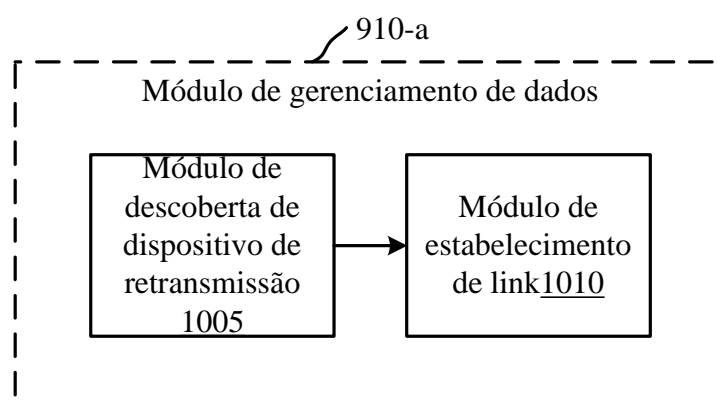 910-a
Módulo de gerenciamento de dados
Módulo de
descoberta de
dispositivo de
retransmissão
1005
Módulo de
estabelecimento
de link1010